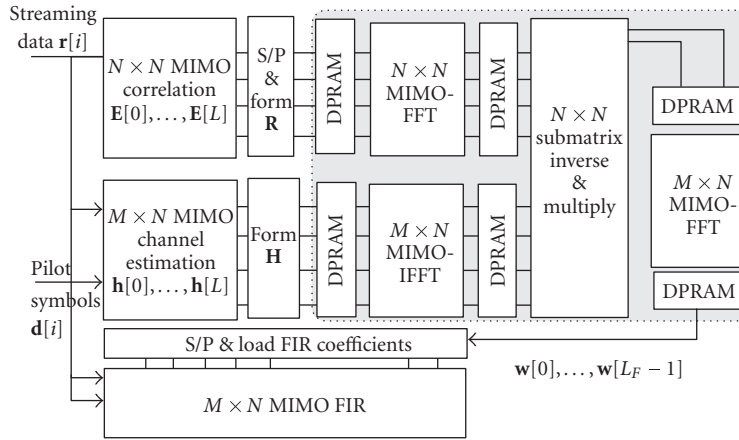 Streaming
data r[i]
N × N MIMO
correlation
E[0],...,E[L]
S/P
&
form
R
DPRAM
N × N
MIMO-
FFT
DPRAM
N × N
submatrix
inverse
&
multiply
DPRAM
M × N
MIMO-
FFT
DPRAM
M × N MIMO
channel
estimation
h[0],...,h[L]
Form
H
DPRAM
M × N
MIMO-
IFFT
DPRAM
Pilot
symbols
d[i]
S/P & load FIR coefficients
w[0],...,w[L_F − 1]
M × N MIMO FIR